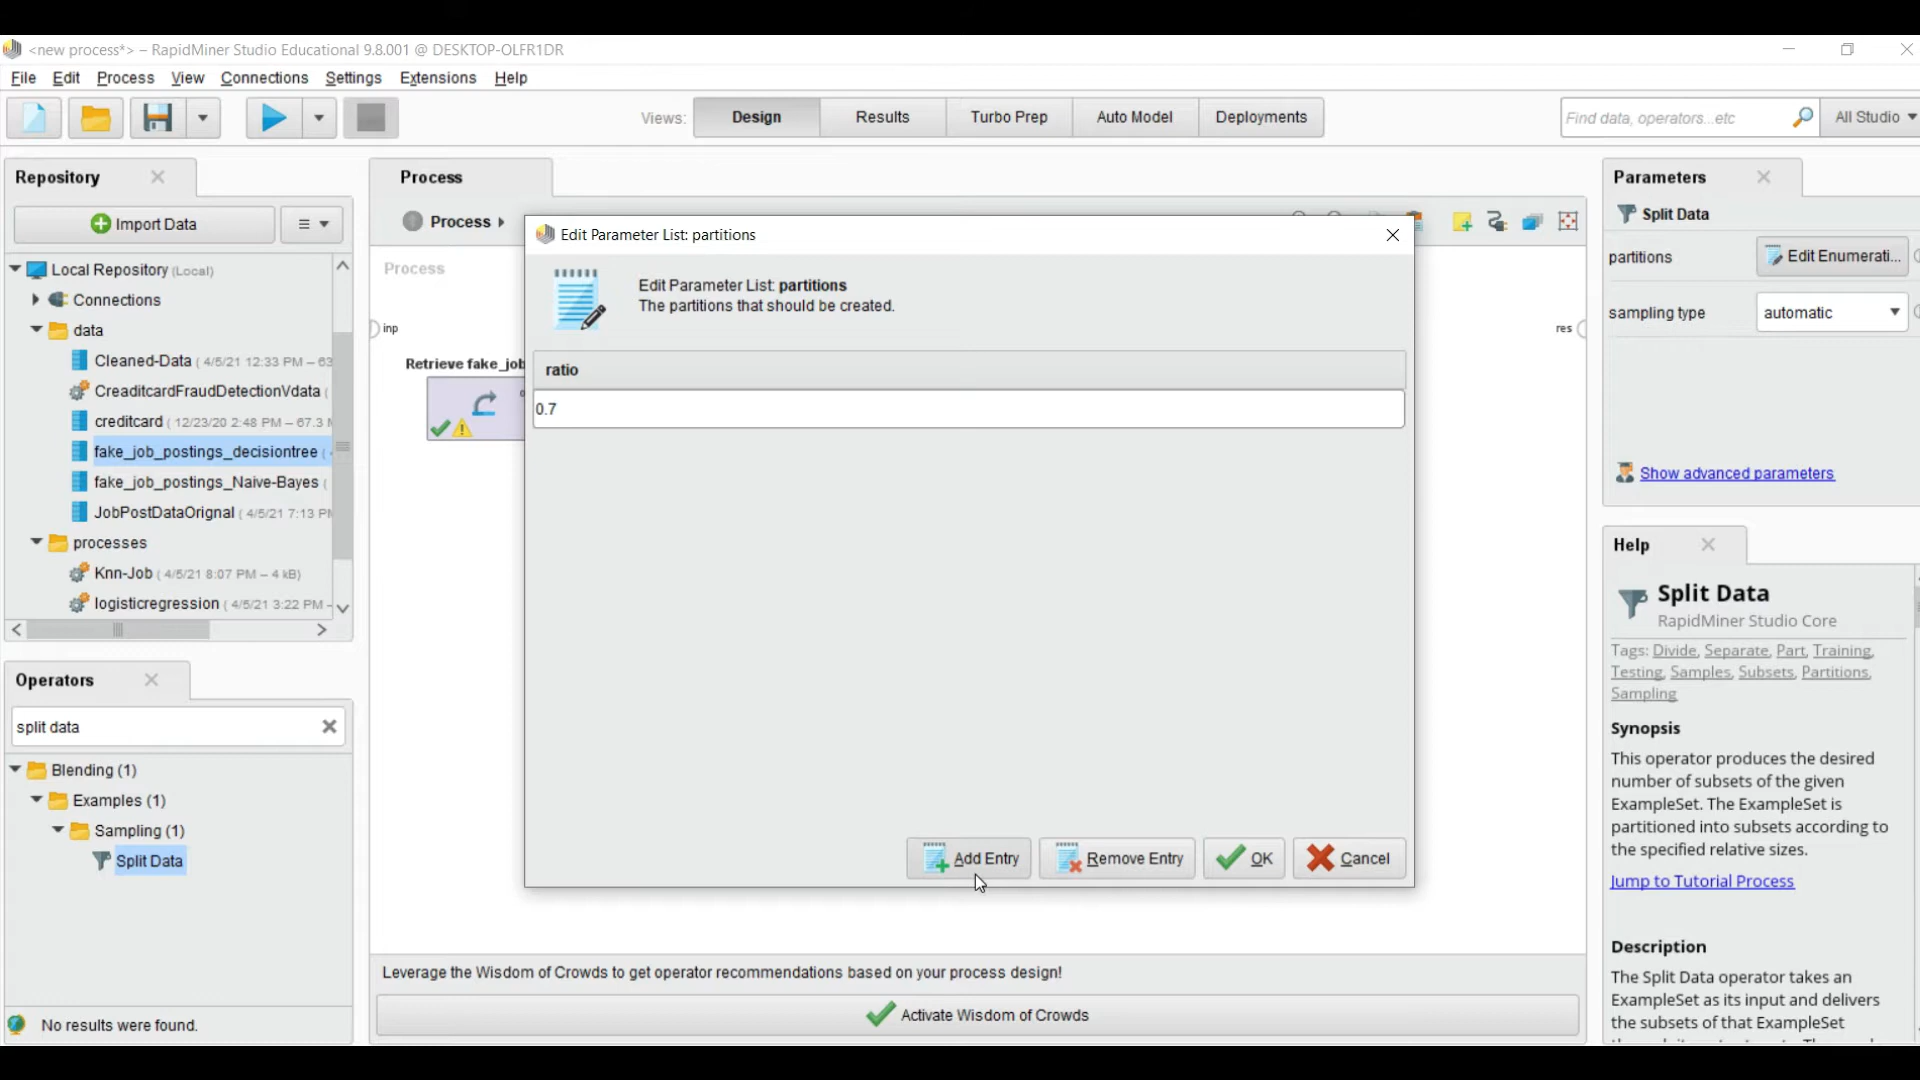 <new process*> – RapidMiner Studio Educational 9.8.001 @ DESKTOP-OLFR1DR
File Edit Process View Connections Settings Extensions Help
Views: Design Results Turbo Prep Auto Model Deployments
Find data, operators...etc
All Studio
Repository
Import Data
Local Repository (Local)
Connections
data
Cleaned-Data ( 4/5/21 12:33 PM – 63
CreaditcardFraudDetectionVdata (
creditcard ( 12/23/20 2:48 PM – 67.3
fake_job_postings_decisiontree (
fake_job_postings_Naive-Bayes (
JobPostDataOrignal ( 4/5/21 7:13 PM
processes
Knn-Job ( 4/5/21 8:07 PM – 4 kB)
logisticregression ( 4/5/21 3:22 PM -
Operators
split data
Blending (1)
Examples (1)
Sampling (1)
Split Data
No results were found.
Process
Process
Process
inp
res
Retrieve fake_job
Edit Parameter List: partitions
Edit Parameter List: partitions
The partitions that should be created.
ratio
0.7
Add Entry
Remove Entry
OK
Cancel
Leverage the Wisdom of Crowds to get operator recommendations based on your process design!
Activate Wisdom of Crowds
Parameters
Split Data
partitions
Edit Enumerati...
sampling type
automatic
Show advanced parameters
Help
Split Data
RapidMiner Studio Core
Tags: Divide, Separate, Part, Training,
Testing, Samples, Subsets, Partitions,
Sampling
Synopsis
This operator produces the desired
number of subsets of the given
ExampleSet. The ExampleSet is
partitioned into subsets according to
the specified relative sizes.
Jump to Tutorial Process
Description
The Split Data operator takes an
ExampleSet as its input and delivers
the subsets of that ExampleSet